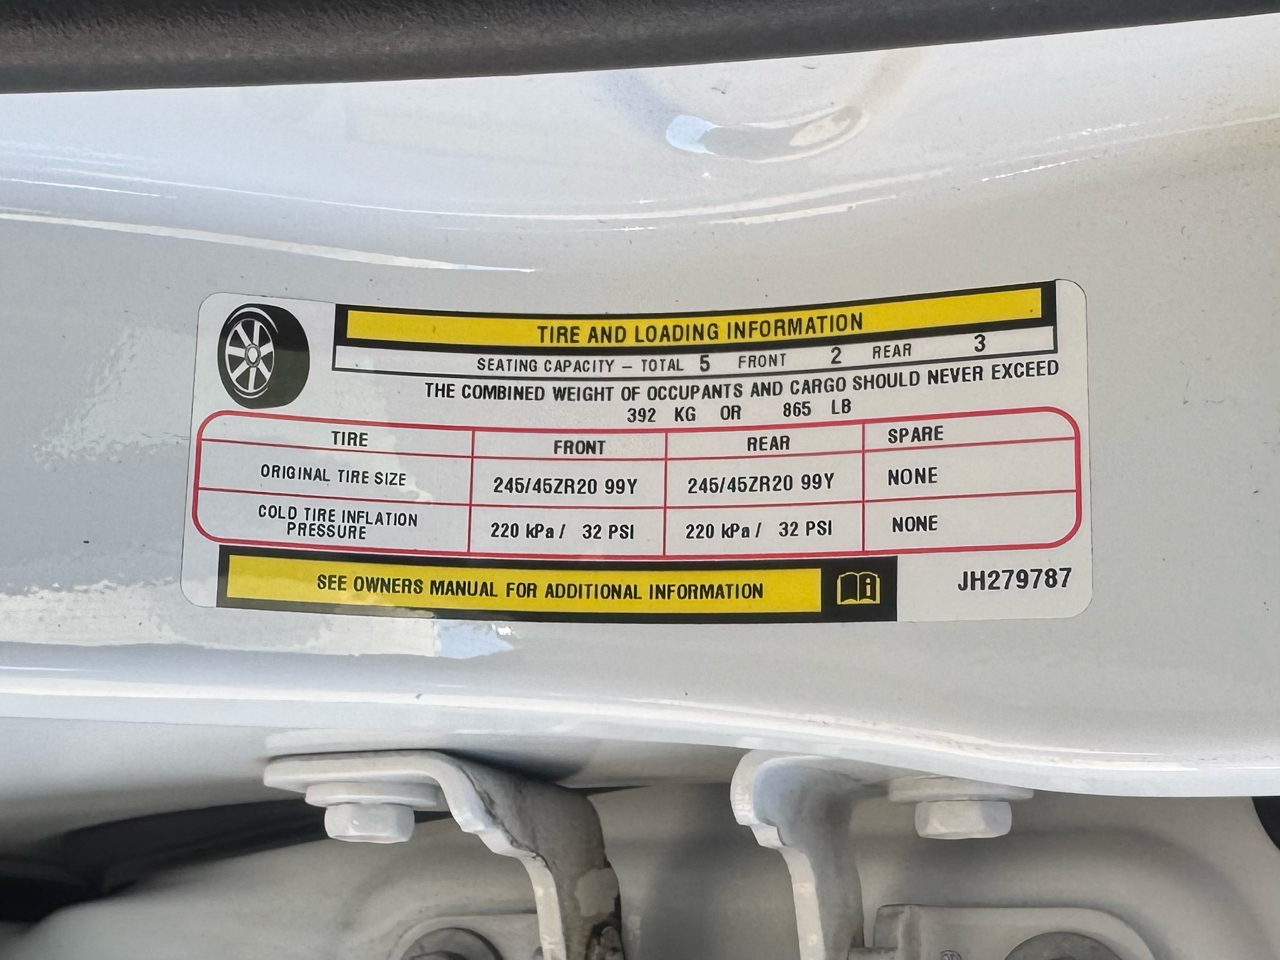 TIRE AND LOADING INFORMATION
SEATING CAPACITY – TOTAL 5 FRONT 2 REAR 3
THE COMBINED WEIGHT OF OCCUPANTS AND CARGO SHOULD NEVER EXCEED
392 KG OR 865 LB
TIRE FRONT REAR SPARE
ORIGINAL TIRE SIZE 245/45ZR20 99Y 245/45ZR20 99Y NONE
COLD TIRE INFLATION
PRESSURE 220 kPa / 32 PSI 220 kPa / 32 PSI NONE
SEE OWNERS MANUAL FOR ADDITIONAL INFORMATION
JH279787